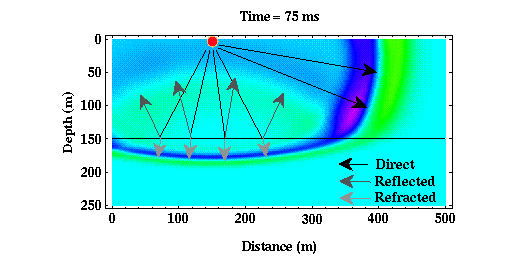 Time = 75 ms
0
50
100
150
200
250
Depth (m)
Direct
Reflected
Refracted
0 100 200 300 400 500
Distance (m)